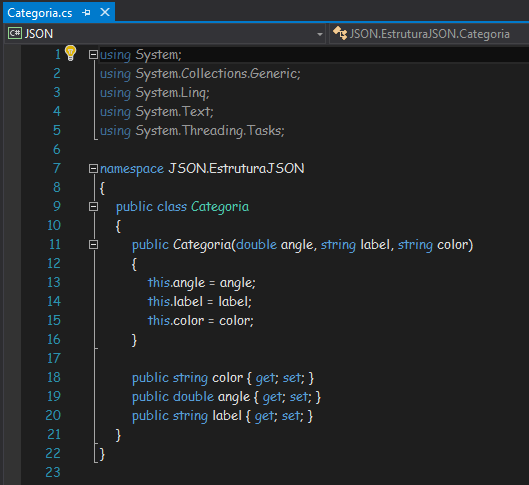 Categoria.cs
C# JSON
JSON.EstruturaJSON.Categoria
1 using System;
2 using System.Collections.Generic;
3 using System.Linq;
4 using System.Text;
5 using System.Threading.Tasks;
6
7 namespace JSON.EstruturaJSON
8 {
9 public class Categoria
10 {
11 public Categoria(double angle, string label, string color)
12 {
13 this.angle = angle;
14 this.label = label;
15 this.color = color;
16 }
17
18 public string color { get; set; }
19 public double angle { get; set; }
20 public string label { get; set; }
21 }
22 }
23